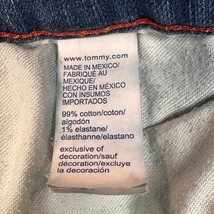 www.tommy.com
MADE IN MEXICO/
FABRIQUÉ AU
MEXIQUE/
HECHO EN MÉXICO
CON INSUMOS
IMPORTADOS
99% cotton/coton/
algodón
1% elastane/
élasthanne/elastano
exclusive of
decoration/sauf
décoration/excluye
la decoración